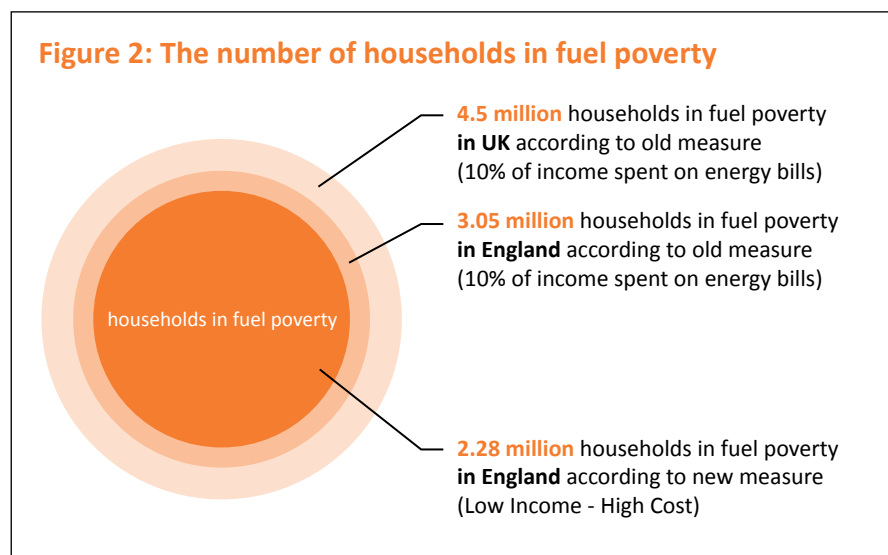 Figure 2: The number of households in fuel poverty
4.5 million households in fuel poverty
in UK according to old measure
(10% of income spent on energy bills)
3.05 million households in fuel poverty
in England according to old measure
(10% of income spent on energy bills)
households in fuel poverty
2.28 million households in fuel poverty
in England according to new measure
(Low Income - High Cost)